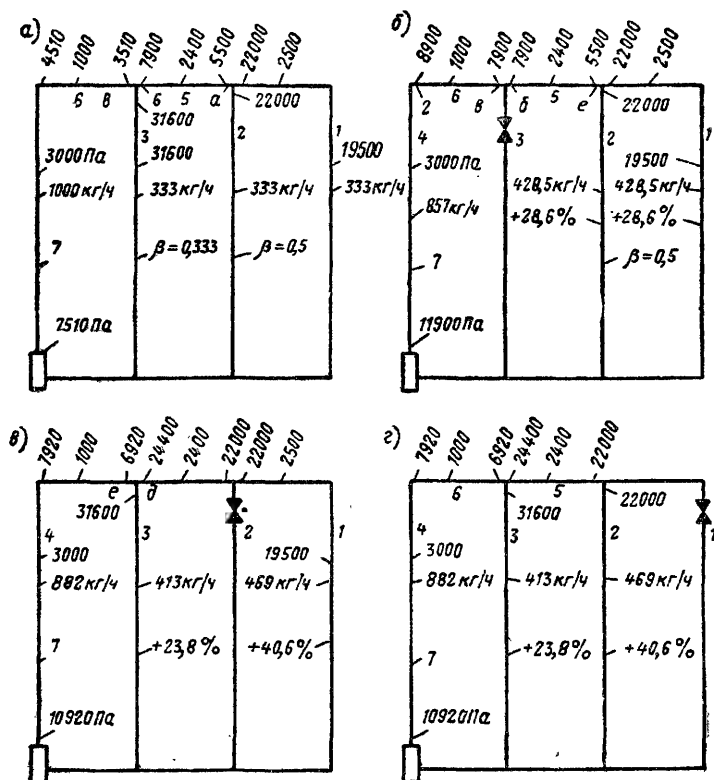 а)
4510 1000 3510 7900 2400 5500 22000 2500
б в 6 5 а
31600
22000
3 2 1
3000 Па 31600 19500
1000 кг/ч 333 кг/ч 333 кг/ч 333 кг/ч
7 β=0,333 β=0,5
7510 Па
б)
8900 1000 7900 7900 2400 5500 22000 2500
2 6 в б 5 е
22000
4 3 2 1
3000 Па 19500
428,5 кг/ч 428,5 кг/ч
857 кг/ч +28,6% +28,6%
7 β=0,5
11900 Па
в)
7920 1000 6920 24400 2400 22000 22000 2500
е д
31600
4 3 2 1
3000 19500
882 кг/ч 413 кг/ч 469 кг/ч
7 +23,8% +40,6%
10920 Па
г)
7920 1000 6920 24400 2400 22000
6 5
31600 22000
4 3 2 1
3000
882 кг/ч 413 кг/ч 469 кг/ч
7 +23,8% +40,6%
10920 Па